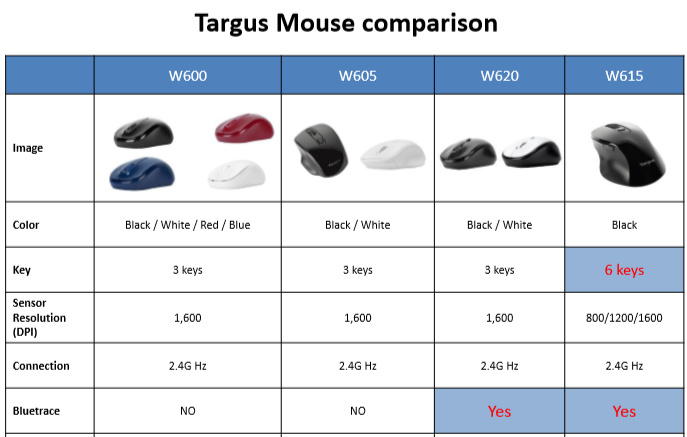 Targus Mouse comparison
W600 W605 W620 W615
Image
Color Black / White / Red / Blue Black / White Black / White Black
Key 3 keys 3 keys 3 keys 6 keys
Sensor
Resolution
(DPI) 1,600 1,600 1,600 800/1200/1600
Connection 2.4G Hz 2.4G Hz 2.4G Hz 2.4G Hz
Bluetrace NO NO Yes Yes